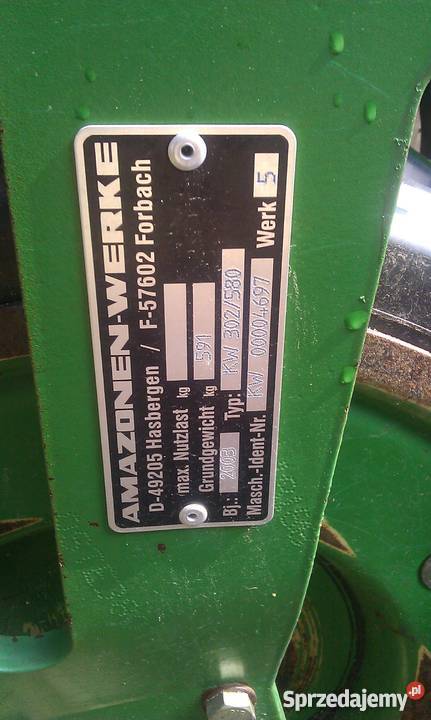 AMAZONEN-WERKE
D-49205 Hasbergen / F-57602 Forbach
max. Nutzlast kg
Grundgewicht kg 591
Bj.: 2003 Typ: KW 302/580
Masch.-Ident-Nr. KW 00004697 Werk 5
Sprzedajemy.pl